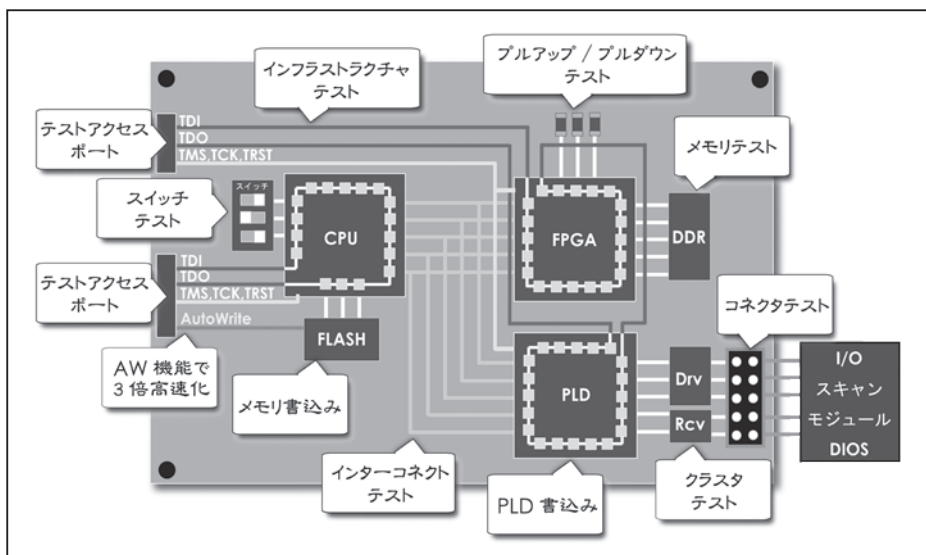 インフラストラクチャ
テスト
プルアップ / プルダウン
テスト
テストアクセス
ポート
TDI
TDO
TMS,TCK,TRST
メモリテスト
スイッチ
テスト
スイッチ
CPU
FPGA
DDR
テストアクセス
ポート
TDI
TDO
TMS,TCK,TRST
AutoWrite
FLASH
コネクタテスト
AW 機能で
3 倍高速化
メモリ書込み
PLD
Drv
Rcv
I/O
スキャン
モジュール
DIOS
インターコネクト
テスト
PLD 書込み
クラスタ
テスト